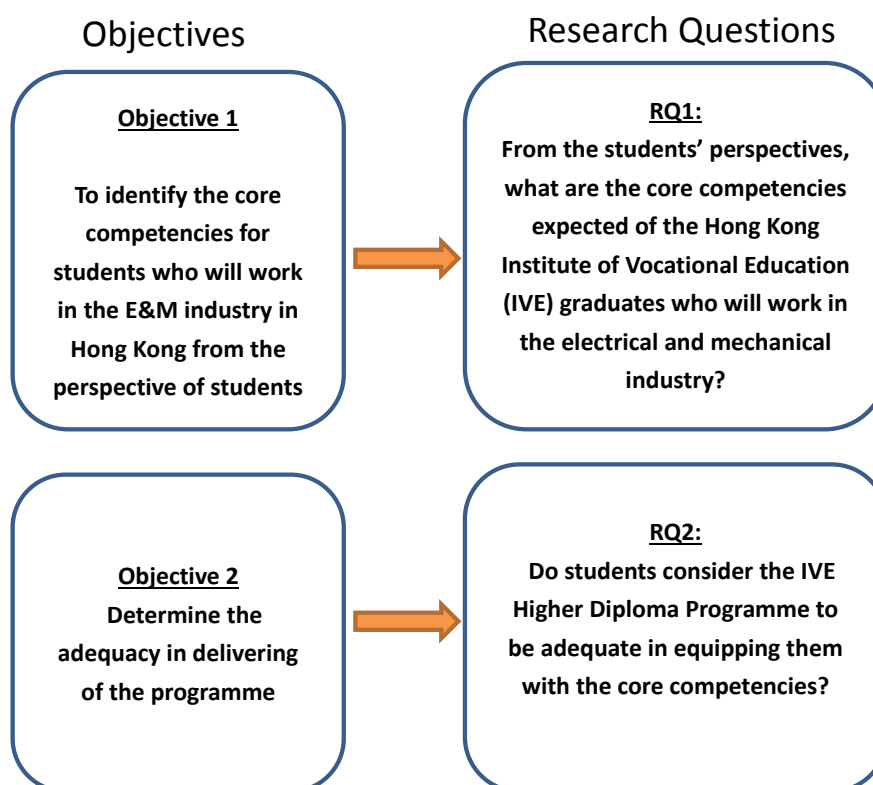 Objectives
Research Questions
Objective 1
To identify the core
competencies for
students who will work
in the E&M industry in
Hong Kong from the
perspective of students
RQ1:
From the students’ perspectives,
what are the core competencies
expected of the Hong Kong
Institute of Vocational Education
(IVE) graduates who will work in
the electrical and mechanical
industry?
Objective 2
Determine the
adequacy in delivering
of the programme
RQ2:
Do students consider the IVE
Higher Diploma Programme to
be adequate in equipping them
with the core competencies?